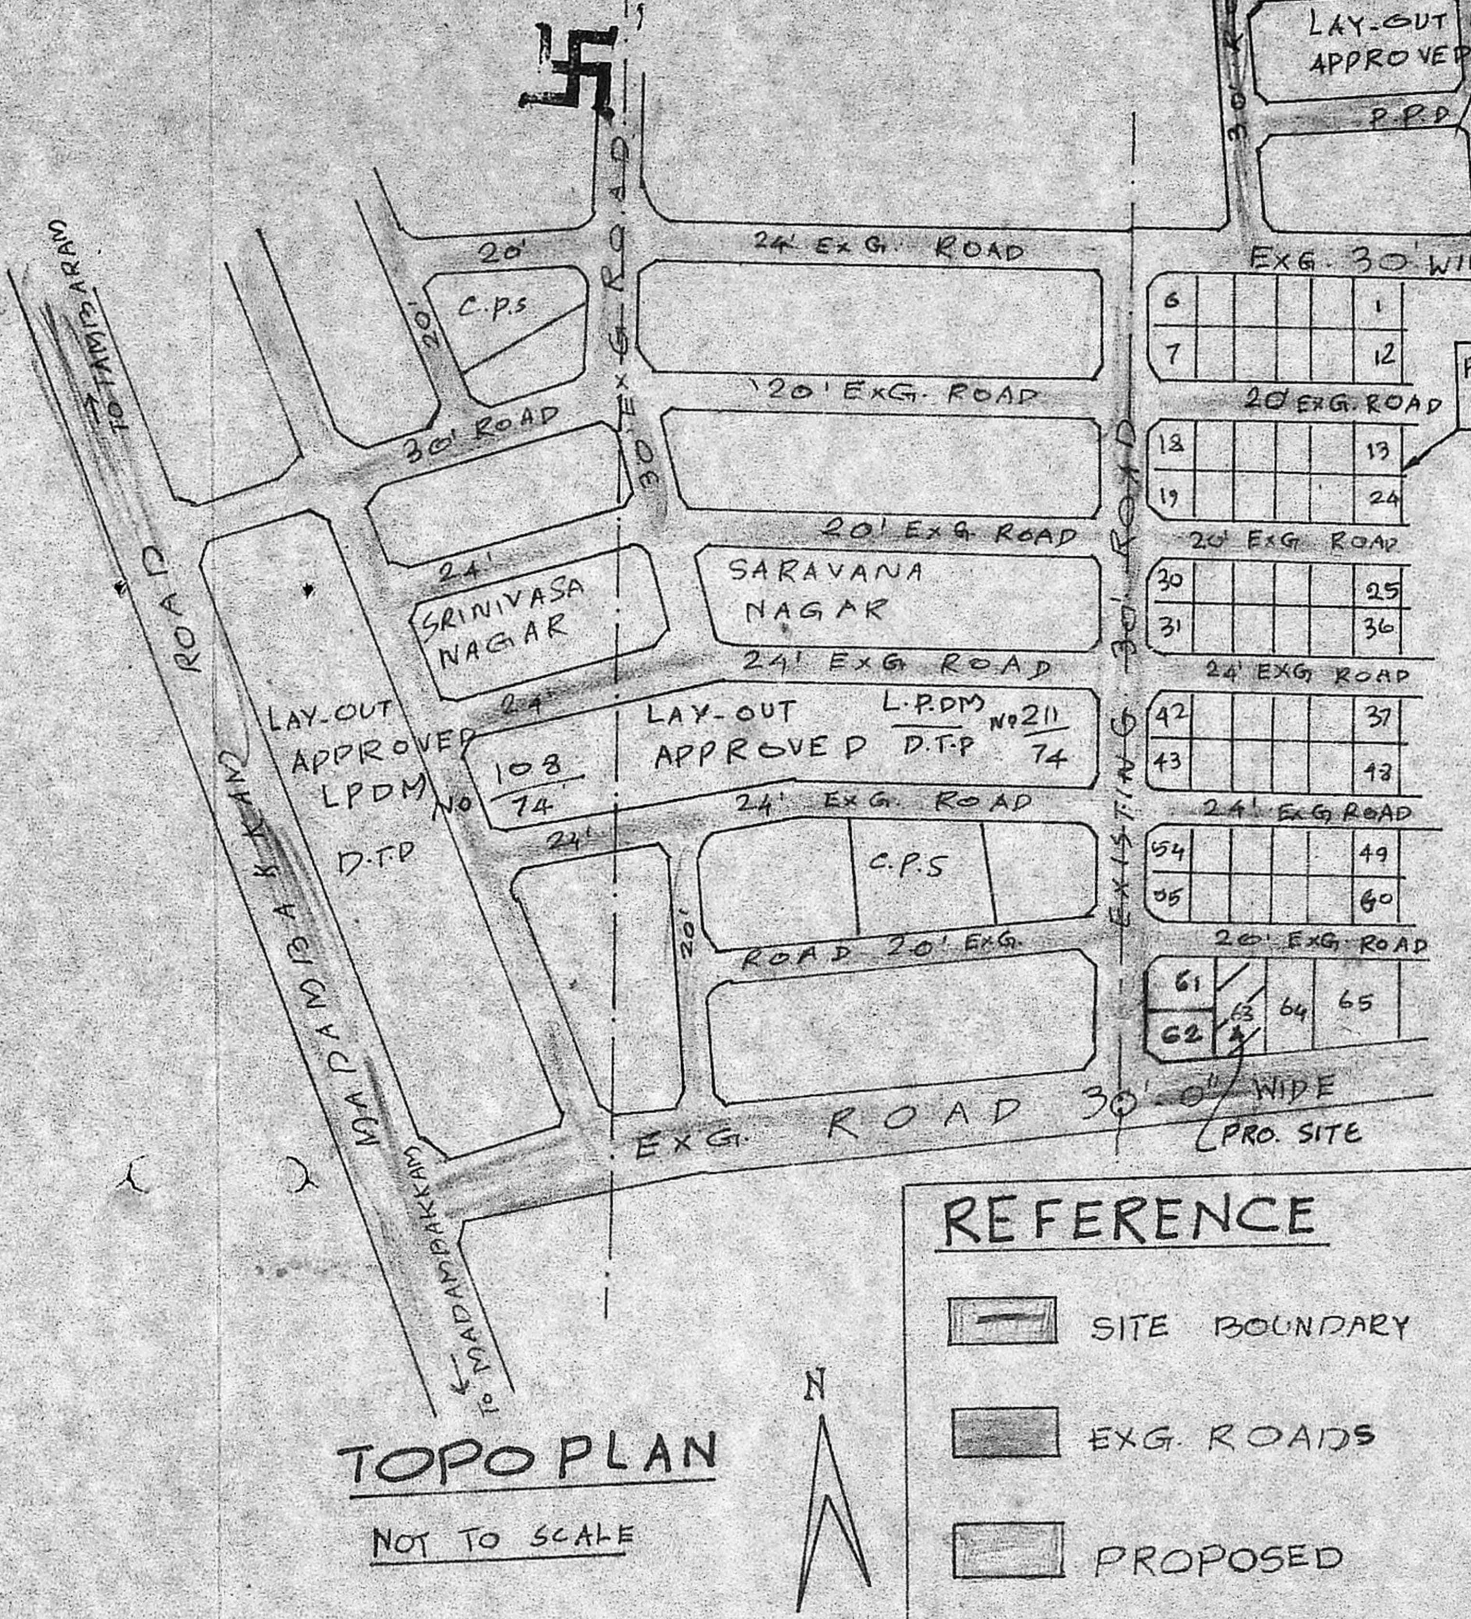 LAY-OUT
APPROVED
P.P.D
30'
20'
24' EXG. ROAD
EXG. 30' WI
C.P.S
20'
30' EXG ROAD
6
1
7
12
'20' EXG. ROAD
20' EXG. ROAD
30' ROAD
18
13
19
24
20' EXG ROAD
20' EXG ROAD
24'
SRINIVASA
NAGAR
SARAVANA
NAGAR
30
25
31
36
24' EXG ROAD
24' EXG ROAD
24'
LAY-OUT
APPROVED
LPDM No
D.T.P
108
74
LAY-OUT
APPROVED
L.P.DM
D.T.P
No 211
74
42
37
43
48
24' EXG. ROAD
24' EXG ROAD
24'
C.P.S
54
49
55
60
20'
ROAD 20' EXG.
20' EXG ROAD
EXISTING 30' ROAD
61
62
63
64
65
EXG. ROAD 30'-0" WIDE
PRO. SITE
TO TAMBARAM
MADAMBAKKAM ROAD
TO MADAMBAKKAM
REFERENCE
SITE BOUNDARY
EXG. ROADS
PROPOSED
N
TOPO PLAN
NOT TO SCALE